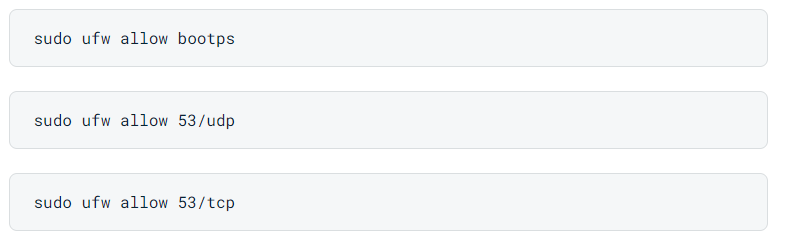 sudo ufw allow bootps
sudo ufw allow 53/udp
sudo ufw allow 53/tcp